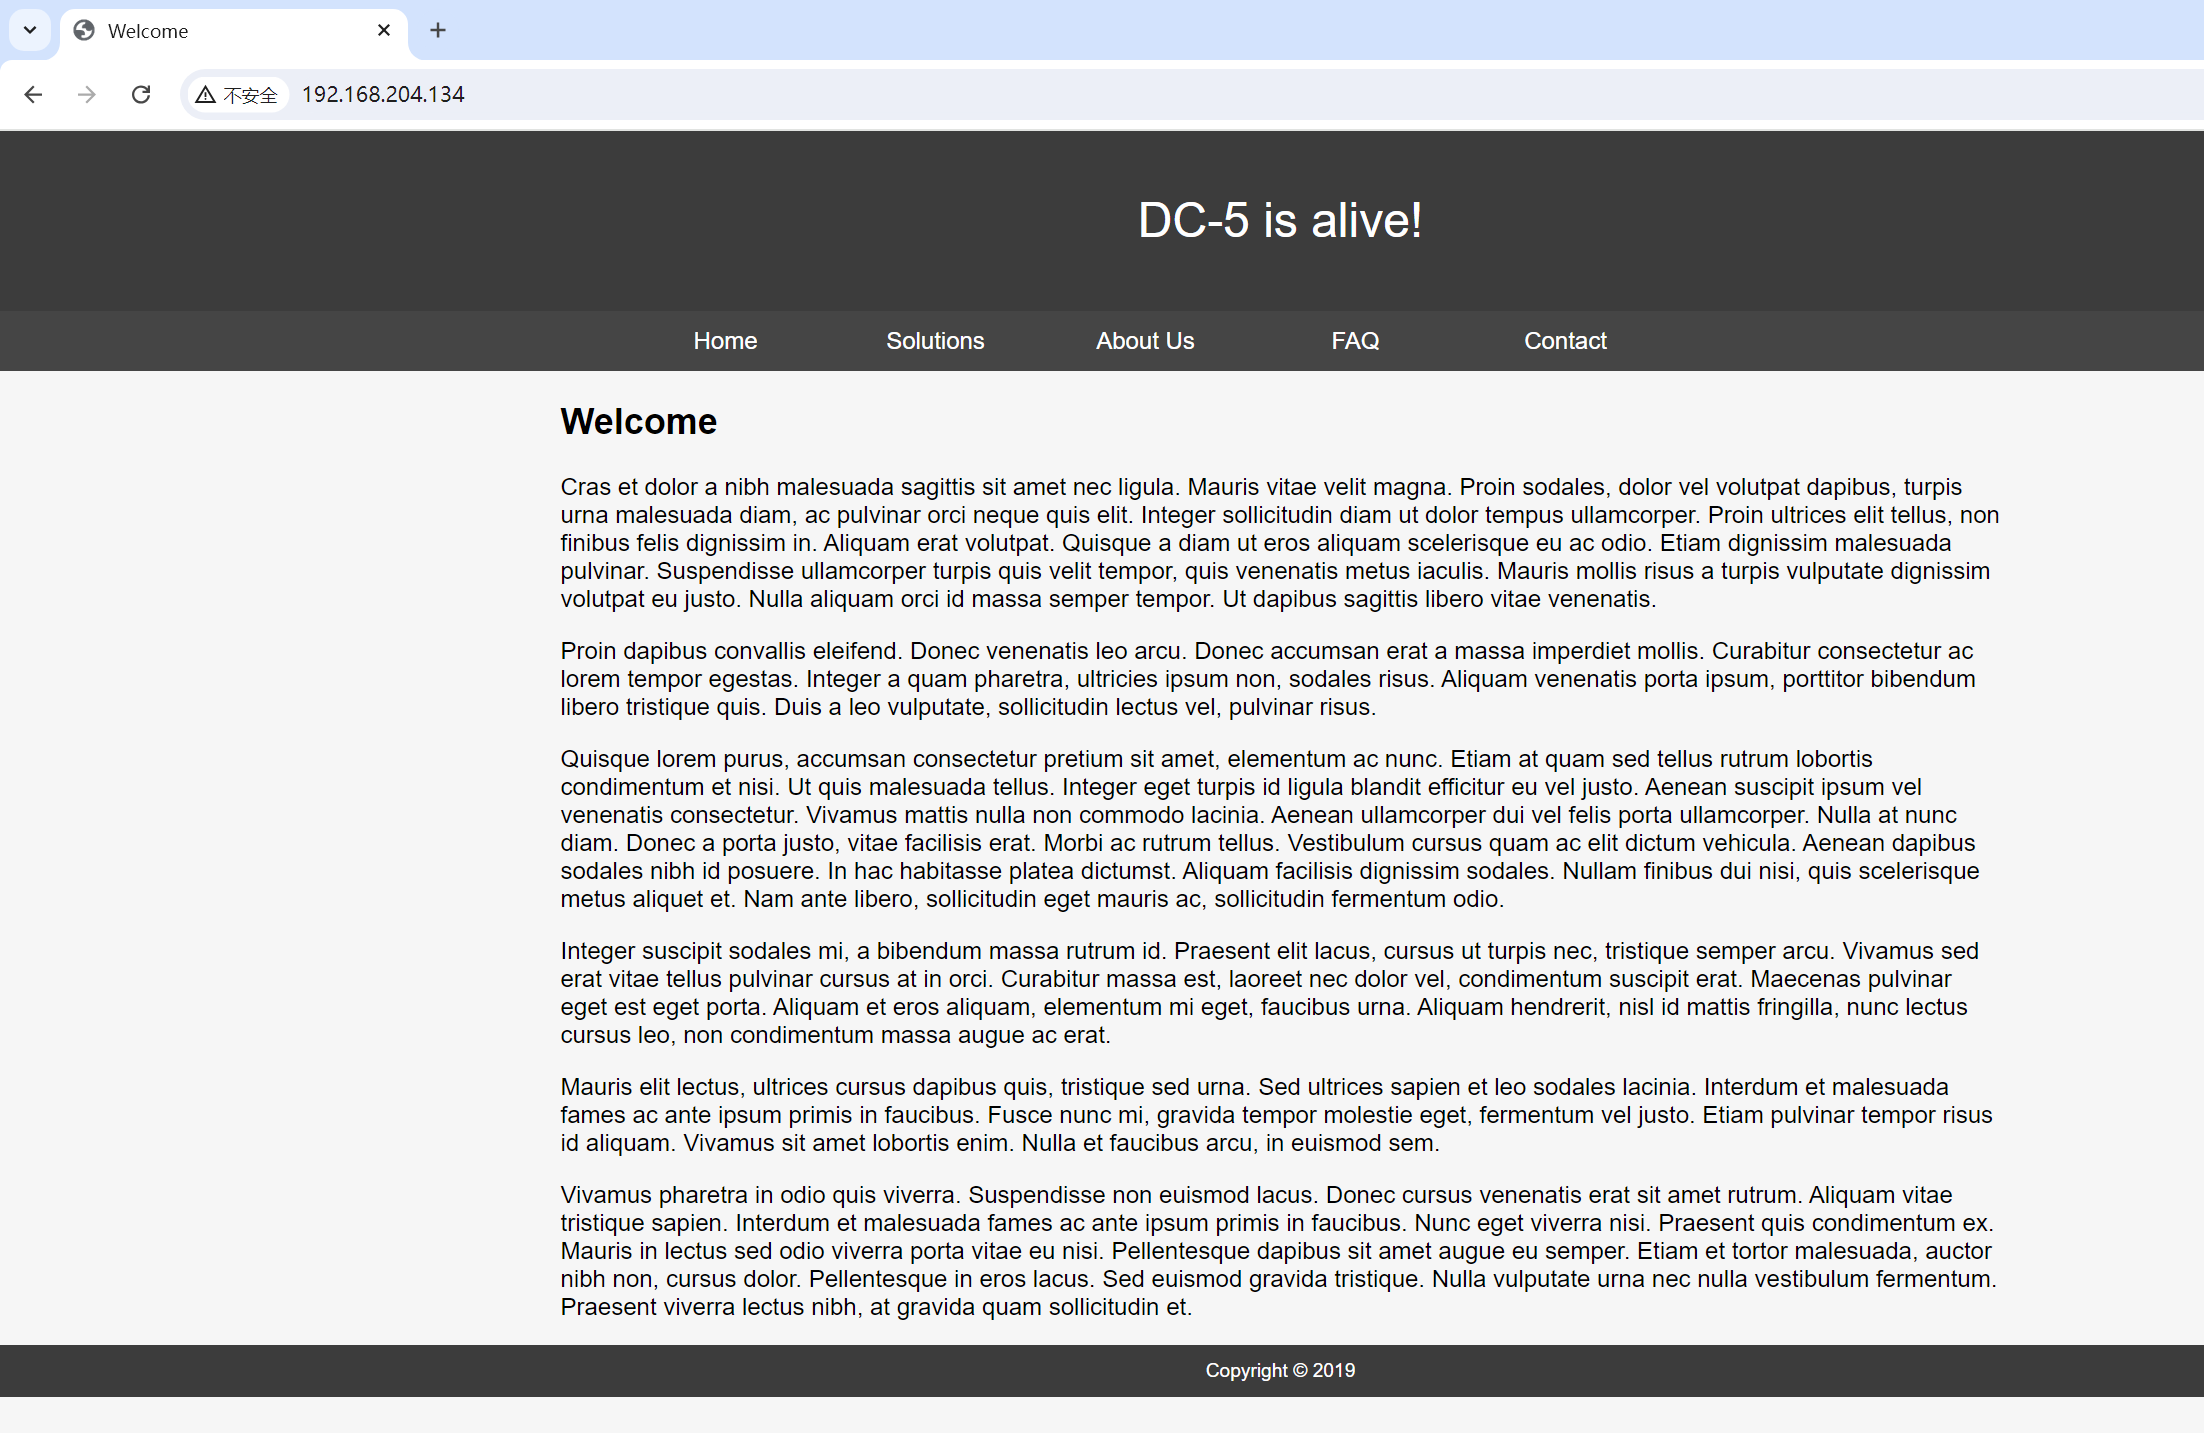 Welcome
不安全 192.168.204.134
DC-5 is alive!
Home Solutions About Us FAQ Contact
Welcome
Cras et dolor a nibh malesuada sagittis sit amet nec ligula. Mauris vitae velit magna. Proin sodales, dolor vel volutpat dapibus, turpis
urna malesuada diam, ac pulvinar orci neque quis elit. Integer sollicitudin diam ut dolor tempus ullamcorper. Proin ultrices elit tellus, non
finibus felis dignissim in. Aliquam erat volutpat. Quisque a diam ut eros aliquam scelerisque eu ac odio. Etiam dignissim malesuada
pulvinar. Suspendisse ullamcorper turpis quis velit tempor, quis venenatis metus iaculis. Mauris mollis risus a turpis vulputate dignissim
volutpat eu justo. Nulla aliquam orci id massa semper tempor. Ut dapibus sagittis libero vitae venenatis.
Proin dapibus convallis eleifend. Donec venenatis leo arcu. Donec accumsan erat a massa imperdiet mollis. Curabitur consectetur ac
lorem tempor egestas. Integer a quam pharetra, ultricies ipsum non, sodales risus. Aliquam venenatis porta ipsum, porttitor bibendum
libero tristique quis. Duis a leo vulputate, sollicitudin lectus vel, pulvinar risus.
Quisque lorem purus, accumsan consectetur pretium sit amet, elementum ac nunc. Etiam at quam sed tellus rutrum lobortis
condimentum et nisi. Ut quis malesuada tellus. Integer eget turpis id ligula blandit efficitur eu vel justo. Aenean suscipit ipsum vel
venenatis consectetur. Vivamus mattis nulla non commodo lacinia. Aenean ullamcorper dui vel felis porta ullamcorper. Nulla at nunc
diam. Donec a porta justo, vitae facilisis erat. Morbi ac rutrum tellus. Vestibulum cursus quam ac elit dictum vehicula. Aenean dapibus
sodales nibh id posuere. In hac habitasse platea dictumst. Aliquam facilisis dignissim sodales. Nullam finibus dui nisi, quis scelerisque
metus aliquet et. Nam ante libero, sollicitudin eget mauris ac, sollicitudin fermentum odio.
Integer suscipit sodales mi, a bibendum massa rutrum id. Praesent elit lacus, cursus ut turpis nec, tristique semper arcu. Vivamus sed
erat vitae tellus pulvinar cursus at in orci. Curabitur massa est, laoreet nec dolor vel, condimentum suscipit erat. Maecenas pulvinar
eget est eget porta. Aliquam et eros aliquam, elementum mi eget, faucibus urna. Aliquam hendrerit, nisl id mattis fringilla, nunc lectus
cursus leo, non condimentum massa augue ac erat.
Mauris elit lectus, ultrices cursus dapibus quis, tristique sed urna. Sed ultrices sapien et leo sodales lacinia. Interdum et malesuada
fames ac ante ipsum primis in faucibus. Fusce nunc mi, gravida tempor molestie eget, fermentum vel justo. Etiam pulvinar tempor risus
id aliquam. Vivamus sit amet lobortis enim. Nulla et faucibus arcu, in euismod sem.
Vivamus pharetra in odio quis viverra. Suspendisse non euismod lacus. Donec cursus venenatis erat sit amet rutrum. Aliquam vitae
tristique sapien. Interdum et malesuada fames ac ante ipsum primis in faucibus. Nunc eget viverra nisi. Praesent quis condimentum ex.
Mauris in lectus sed odio viverra porta vitae eu nisi. Pellentesque dapibus sit amet augue eu semper. Etiam et tortor malesuada, auctor
nibh non, cursus dolor. Pellentesque in eros lacus. Sed euismod gravida tristique. Nulla vulputate urna nec nulla vestibulum fermentum.
Praesent viverra lectus nibh, at gravida quam sollicitudin et.
Copyright © 2019